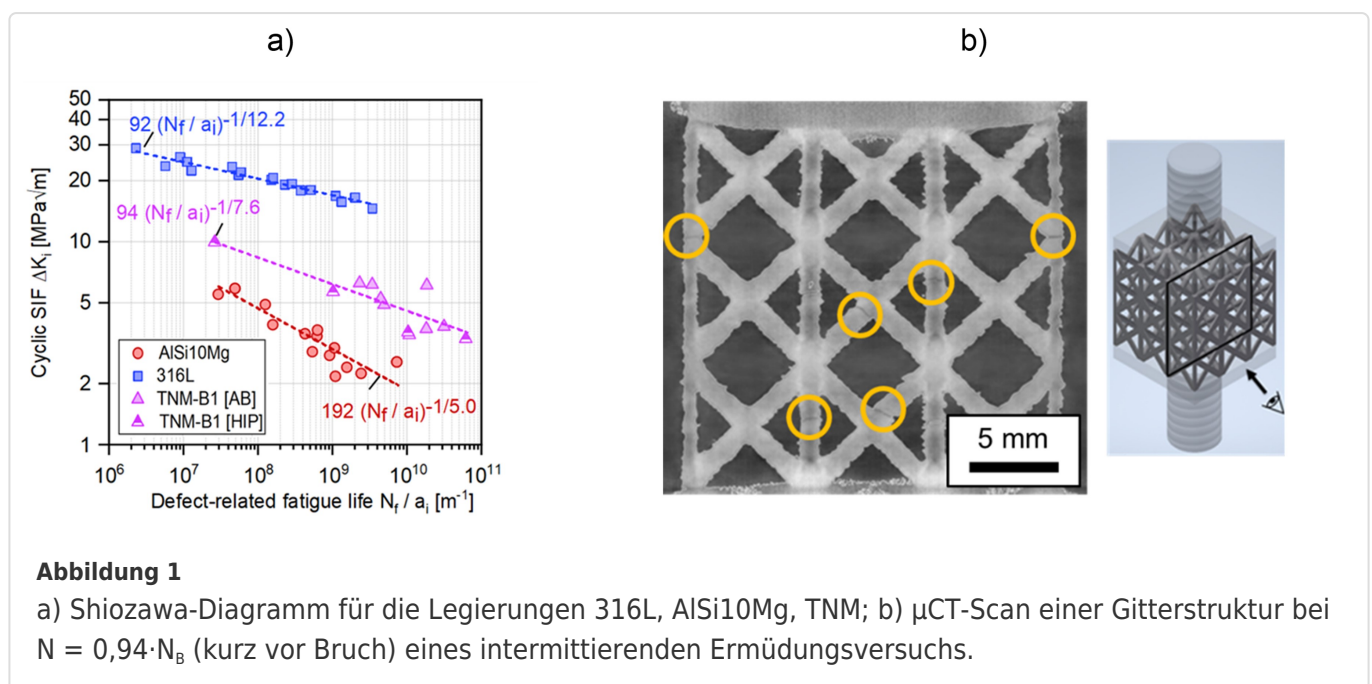 a)
b)
50
40
30
20
10
5
2
1
Cyclic SIF ΔKᵢ [MPa√m]
92 (Nf / aᵢ)-1/12.2
94 (Nf / aᵢ)-1/7.6
192 (Nf / aᵢ)-1/5.0
AlSi10Mg
316L
TNM-B1 [AB]
TNM-B1 [HIP]
10⁶ 10⁷ 10⁸ 10⁹ 10¹⁰ 10¹¹
Defect-related fatigue life Nf / aᵢ [m⁻¹]
5 mm
Abbildung 1
a) Shiozawa-Diagramm für die Legierungen 316L, AlSi10Mg, TNM; b) µCT-Scan einer Gitterstruktur bei
N = 0,94·N_B (kurz vor Bruch) eines intermittierenden Ermüdungsversuchs.